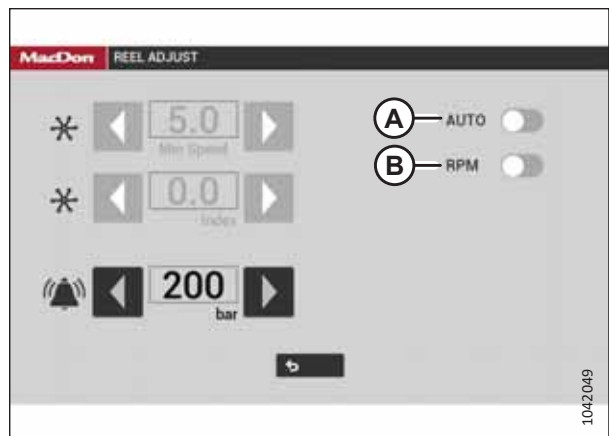 MacDon REEL ADJUST
5.0
Min Speed
0.0
Index
200
bar
A AUTO
B RPM
1042049